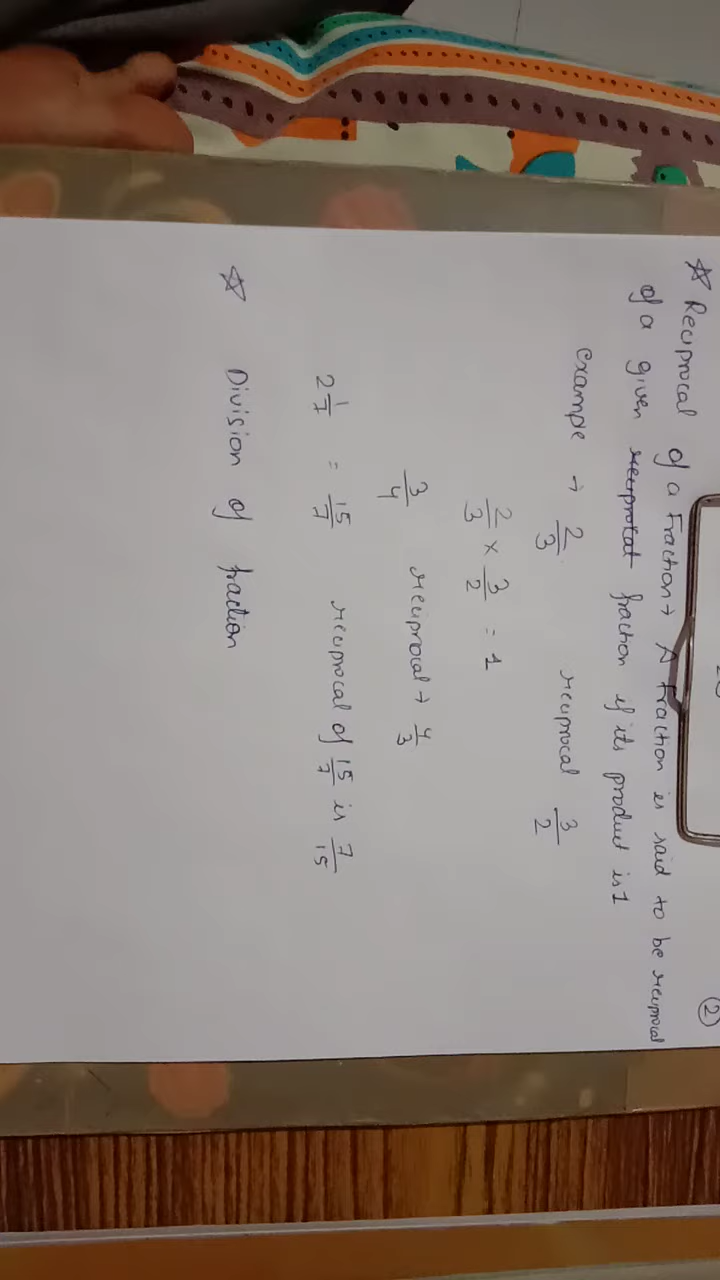 ②
☆ Reciprocal of a Fraction → A Fraction is said to be reciprocal
of a given reciprocal fraction if its product is 1
Example → 2/3 reciprocal 3/2
2/3 × 3/2 = 1
3/4 reciprocal → 4/3
2 1/7 = 15/7 reciprocal of 15/7 is 7/15
☆ Division of fraction